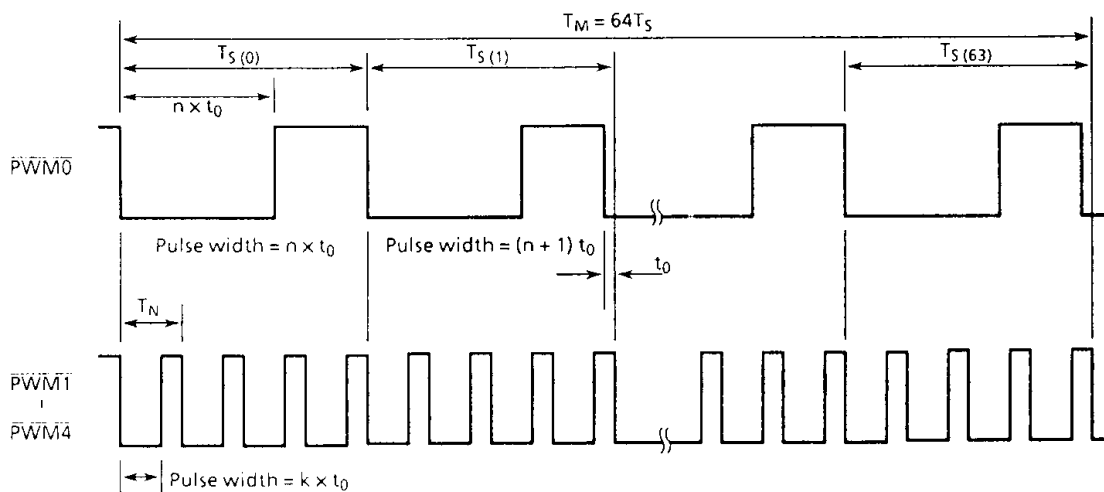 T_M = 64T_S
T_S (0) T_S (1) T_S (63)
n × t_0
PWM0
Pulse width = n × t_0 Pulse width = (n + 1) t_0
t_0
T_N
PWM1
PWM4
Pulse width = k × t_0